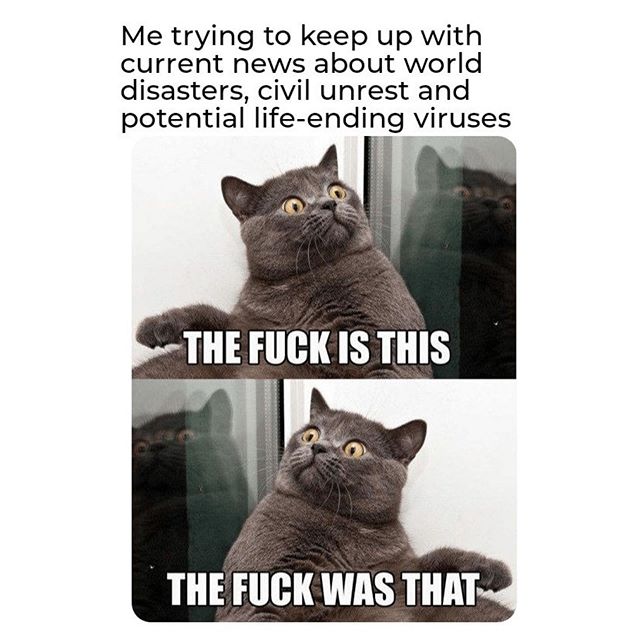 Me trying to keep up with
current news about world
disasters, civil unrest and
potential life-ending viruses
THE FUCK IS THIS
THE FUCK WAS THAT